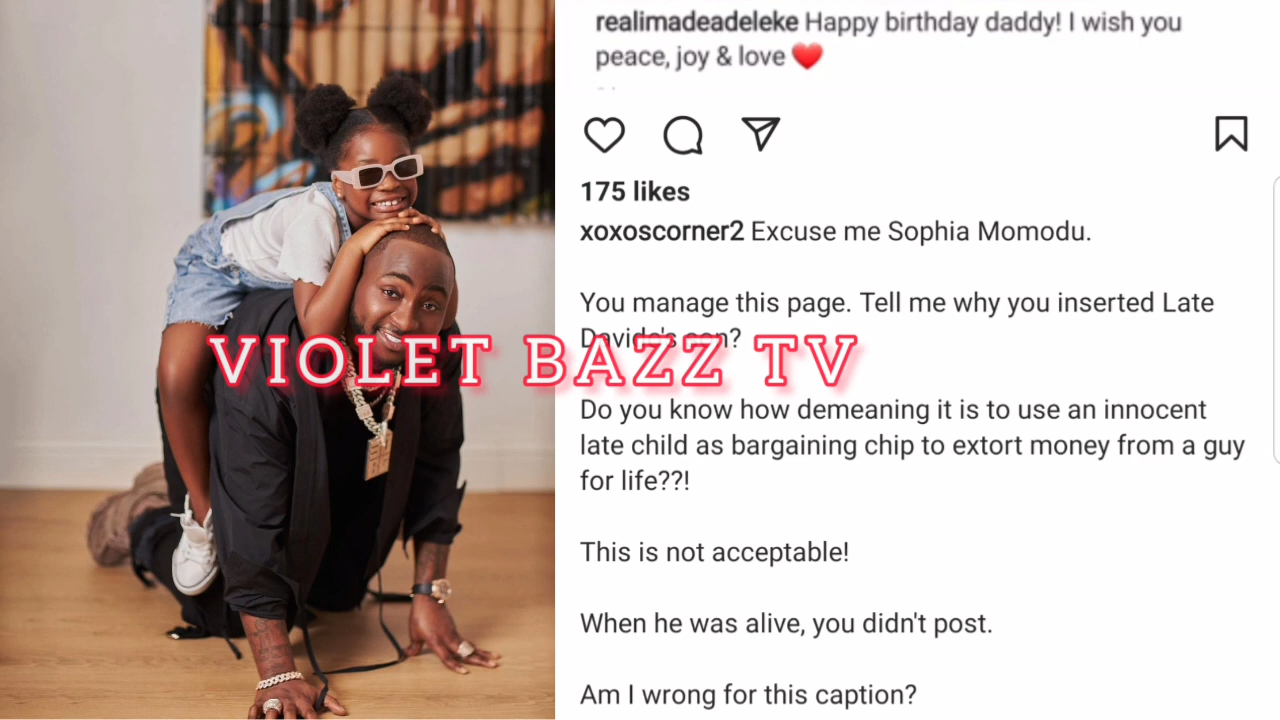 realimadeadeleke Happy birthday daddy! I wish you
peace, joy & love ❤️
175 likes
xoxoscorner2 Excuse me Sophia Momodu.
You manage this page. Tell me why you inserted Late
Davido's son?
VIOLET BAZZ TV
Do you know how demeaning it is to use an innocent
late child as bargaining chip to extort money from a guy
for life??!
This is not acceptable!
When he was alive, you didn't post.
Am I wrong for this caption?